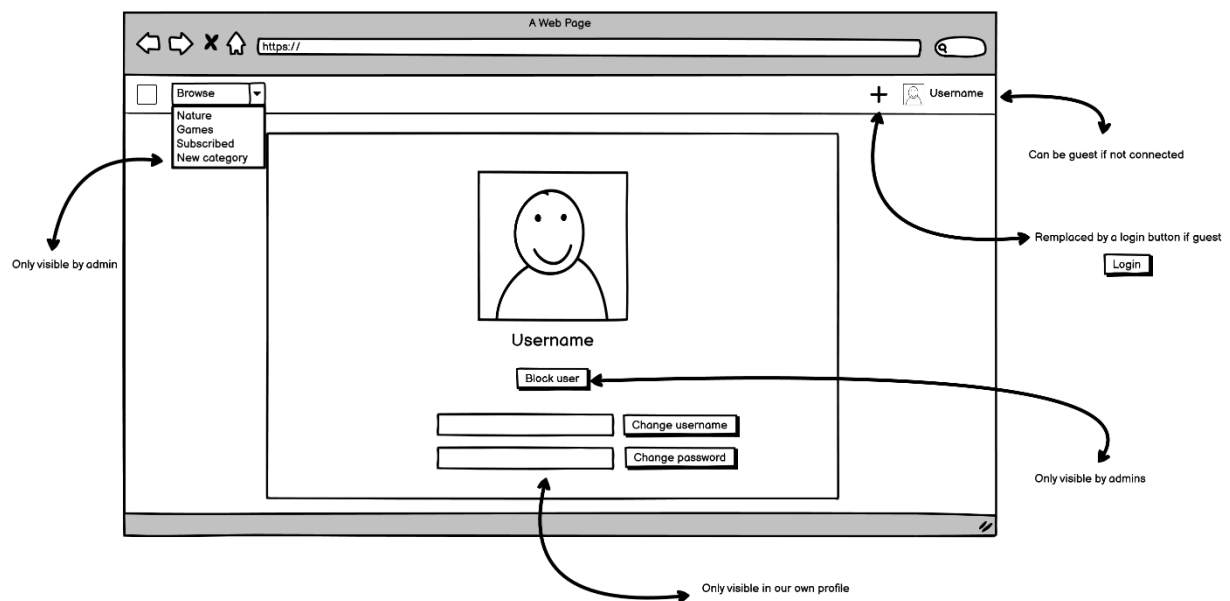 A Web Page
https://
Browse
Username
Nature
Games
Subscribed
New category
Can be guest if not connected
Remplaced by a login button if guest
Only visible by admin
Login
Username
Block user
Change username
Change password
Only visible by admins
Only visible in our own profile